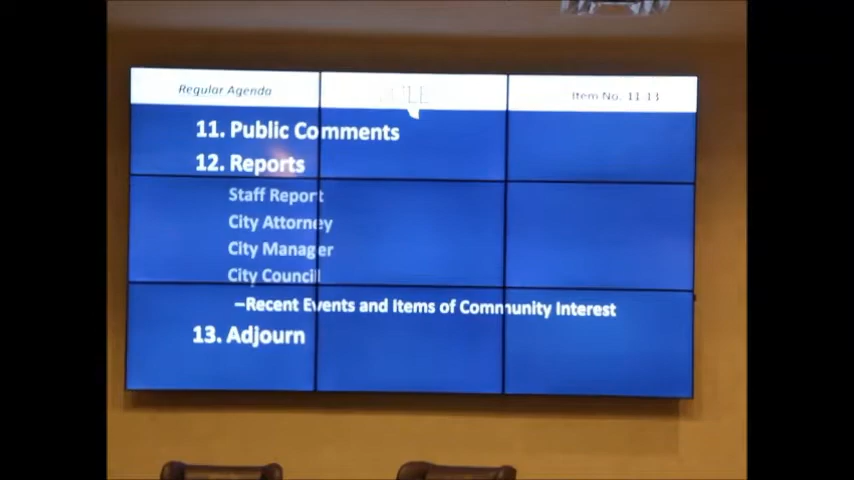 Regular Agenda
Item No. 11-13
11. Public Comments
12. Reports
Staff Report
City Attorney
City Manager
City Council
–Recent Events and Items of Community Interest
13. Adjourn